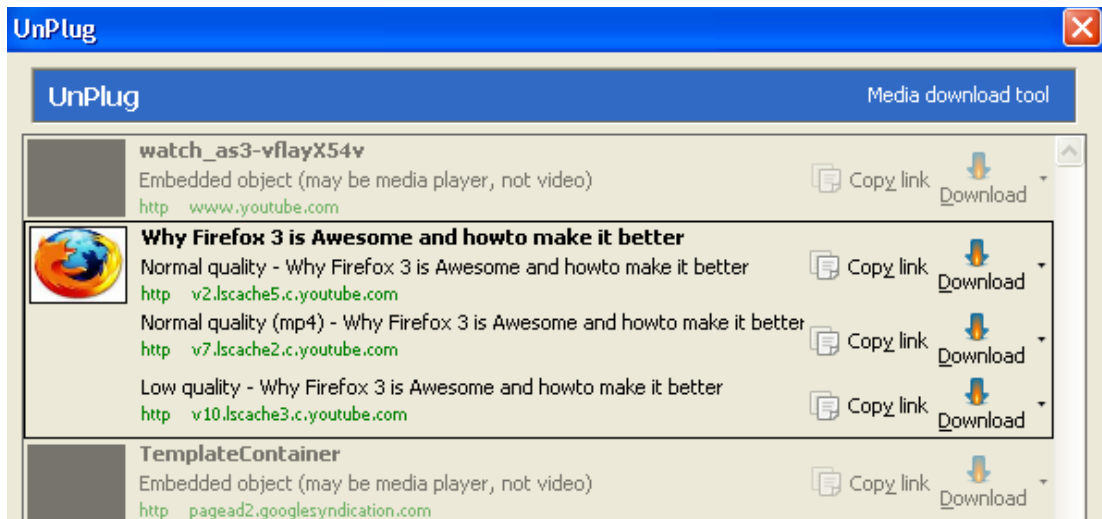 UnPlug
UnPlug Media download tool
watch_as3-vflayX54v
Embedded object (may be media player, not video) Copy link Download
http www.youtube.com
Why Firefox 3 is Awesome and howto make it better
Normal quality - Why Firefox 3 is Awesome and howto make it better Copy link Download
http v2.lscache5.c.youtube.com
Normal quality (mp4) - Why Firefox 3 is Awesome and howto make it better Copy link Download
http v7.lscache2.c.youtube.com
Low quality - Why Firefox 3 is Awesome and howto make it better Copy link Download
http v10.lscache3.c.youtube.com
TemplateContainer
Embedded object (may be media player, not video) Copy link Download
http pagead2.googlesyndication.com